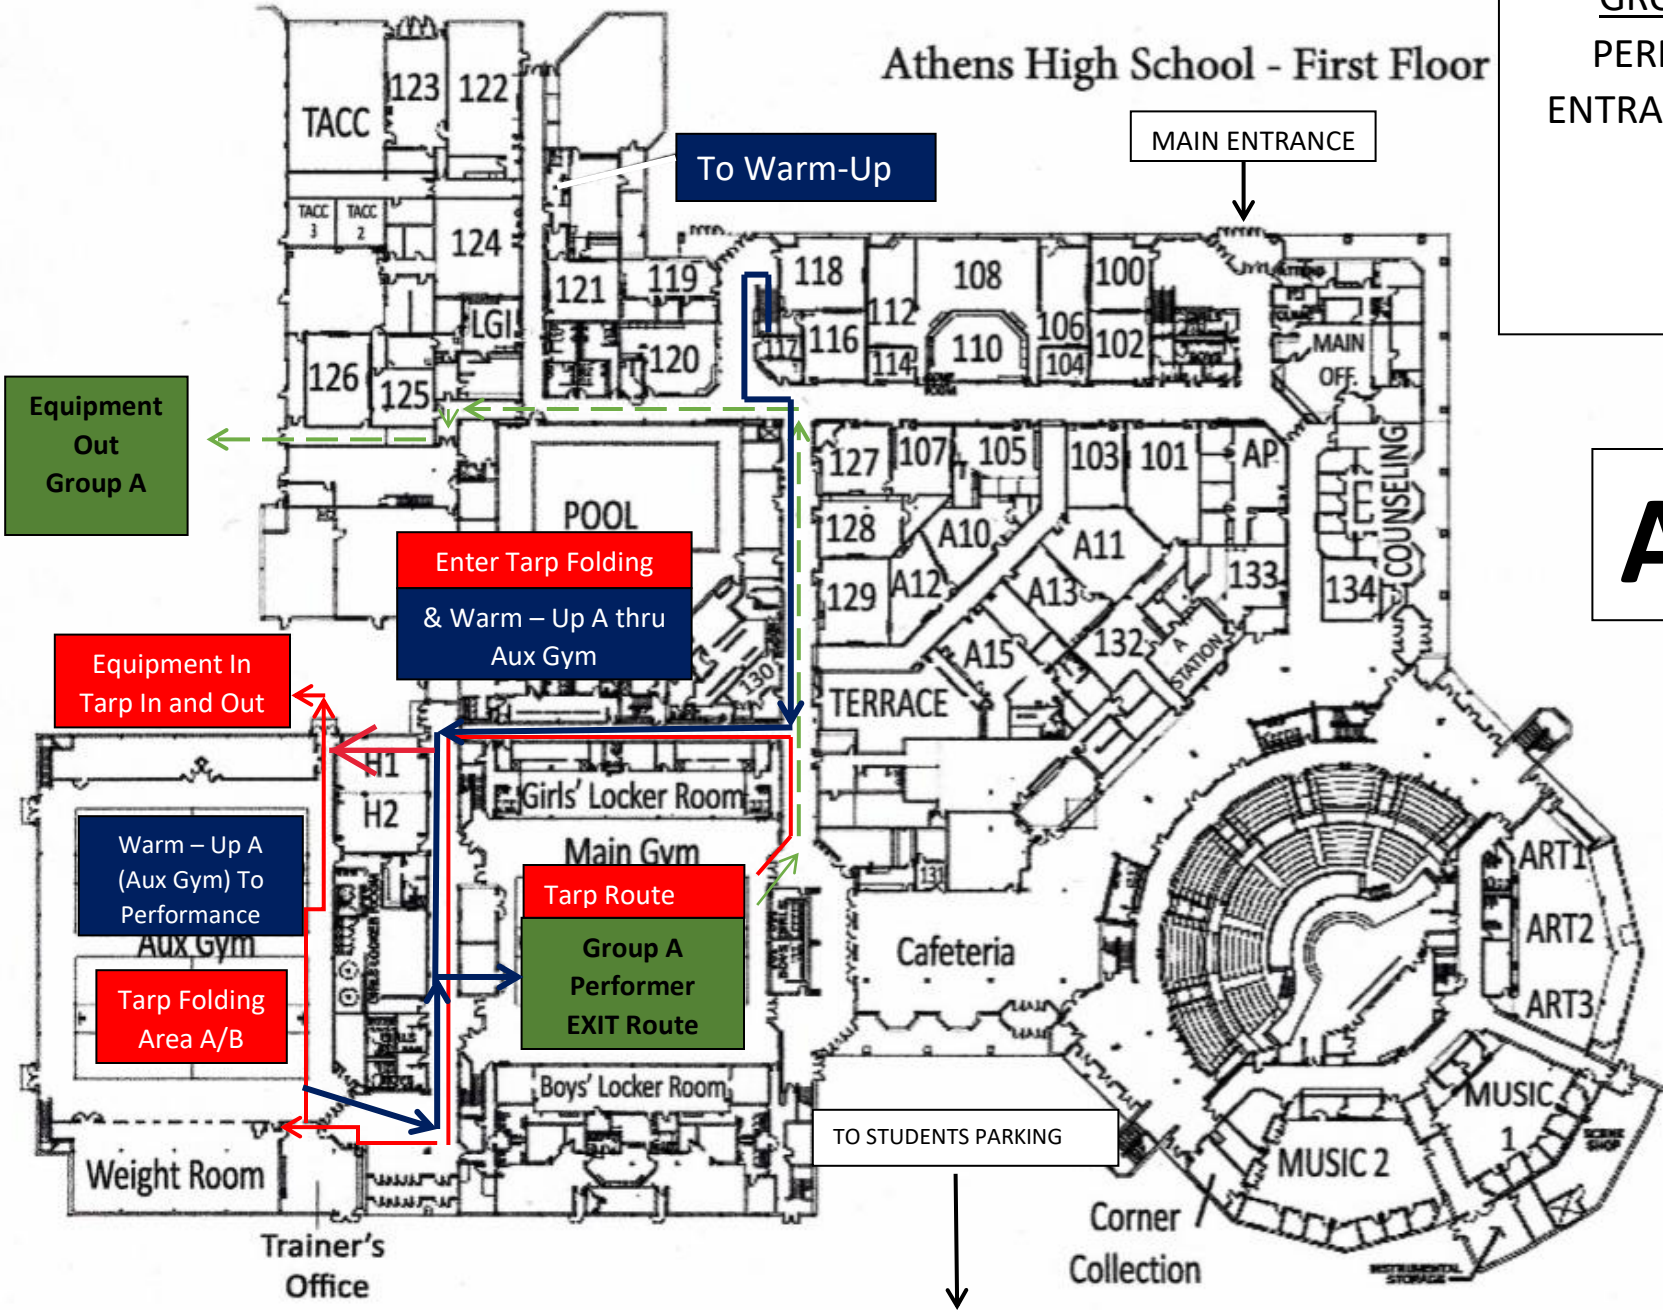 Athens High School - First Floor
PER
ENTRA
MAIN ENTRANCE
To Warm-Up
TACC
123
122
TACC
3
TACC
2
124
LGI
121
119
120
126
125
118
108
100
112
106
117
116
114
110
104
102
MAIN
OFF.
Equipment
Out
Group A
POOL
127
107
105
103
101
AP
COUNSELING
128
A10
A11
129
A12
A13
133
134
132
A15
A
STATION
TERRACE
130
Enter Tarp Folding
& Warm – Up A thru
Aux Gym
Equipment In
Tarp In and Out
H1
H2
Girls' Locker Room
Main Gym
Warm – Up A
(Aux Gym) To
Performance
Aux Gym
Tarp Folding
Area A/B
Tarp Route
Group A
Performer
EXIT Route
131
Cafeteria
ART1
ART2
ART3
Boys' Locker Room
TO STUDENTS PARKING
MUSIC
1
MUSIC 2
SCENE
SHOP
Weight Room
Trainer's
Office
Corner
Collection
INSTRUMENTAL
STORAGE
A